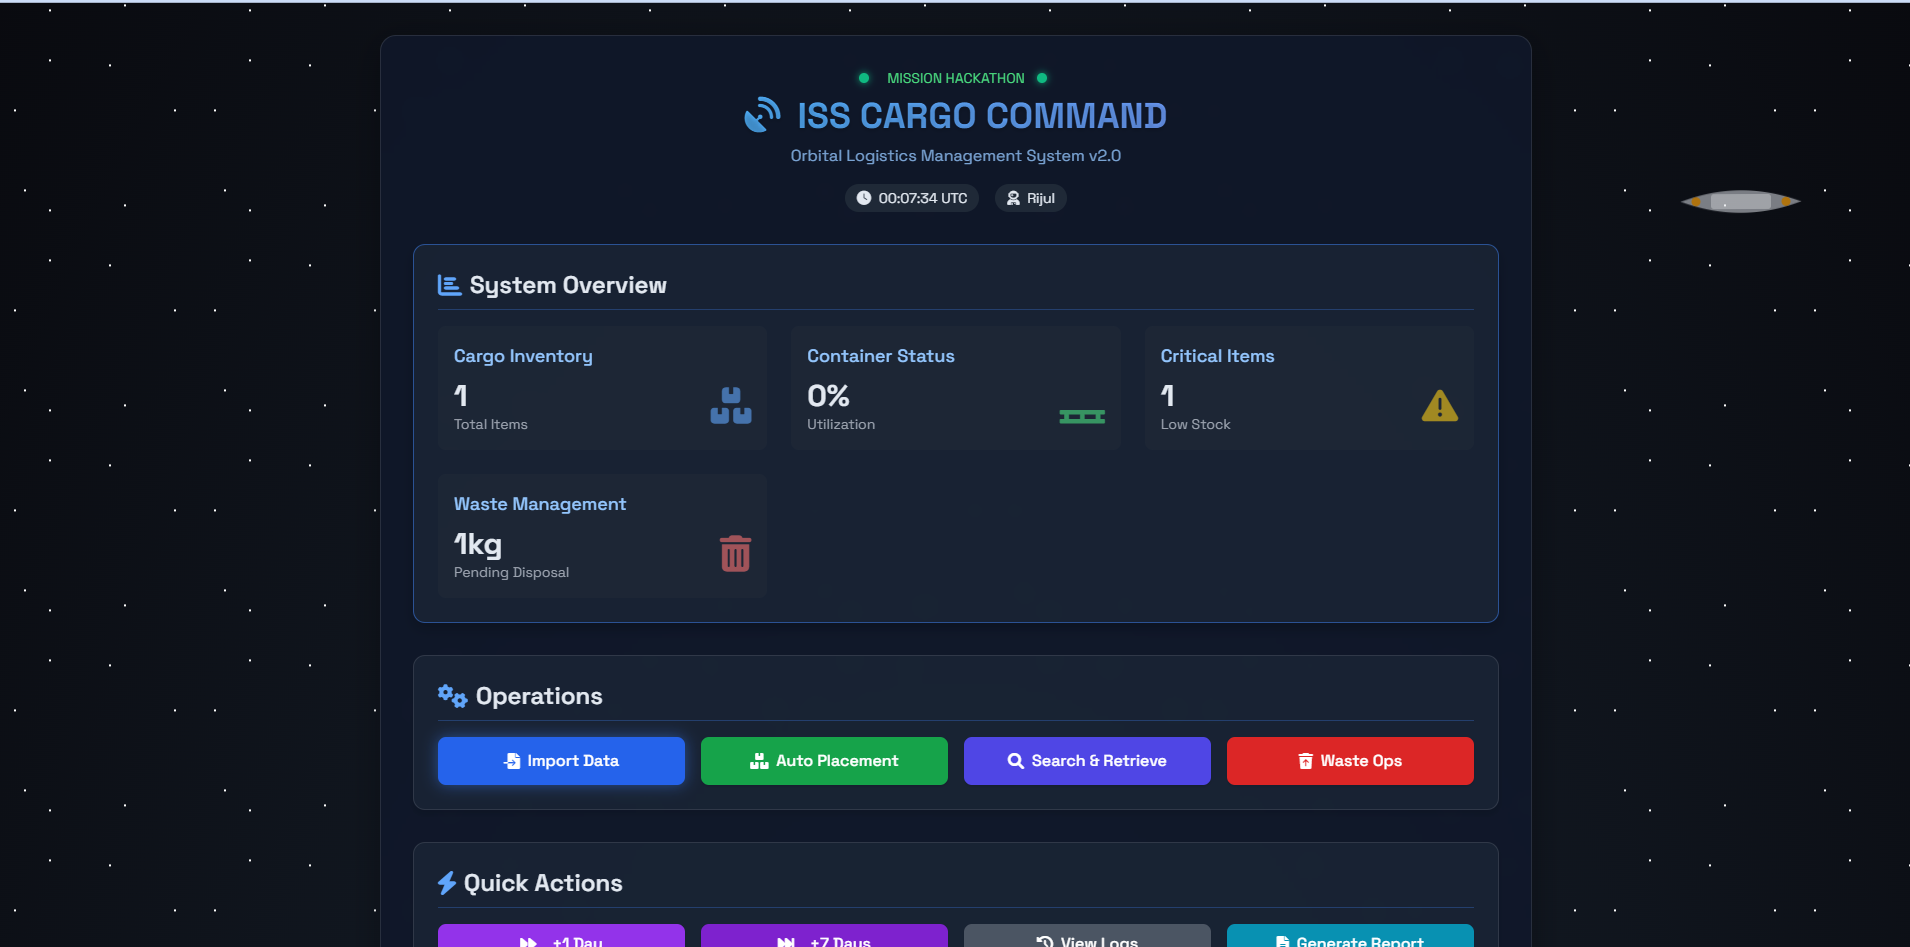 MISSION HACKATHON
ISS CARGO COMMAND
Orbital Logistics Management System v2.0
00:07:34 UTC
Rijul
System Overview
Cargo Inventory
1
Total Items
Container Status
0%
Utilization
Critical Items
1
Low Stock
Waste Management
1kg
Pending Disposal
Operations
Import Data
Auto Placement
Search & Retrieve
Waste Ops
Quick Actions
+1 Day
+7 Days
View Logs
Generate Report